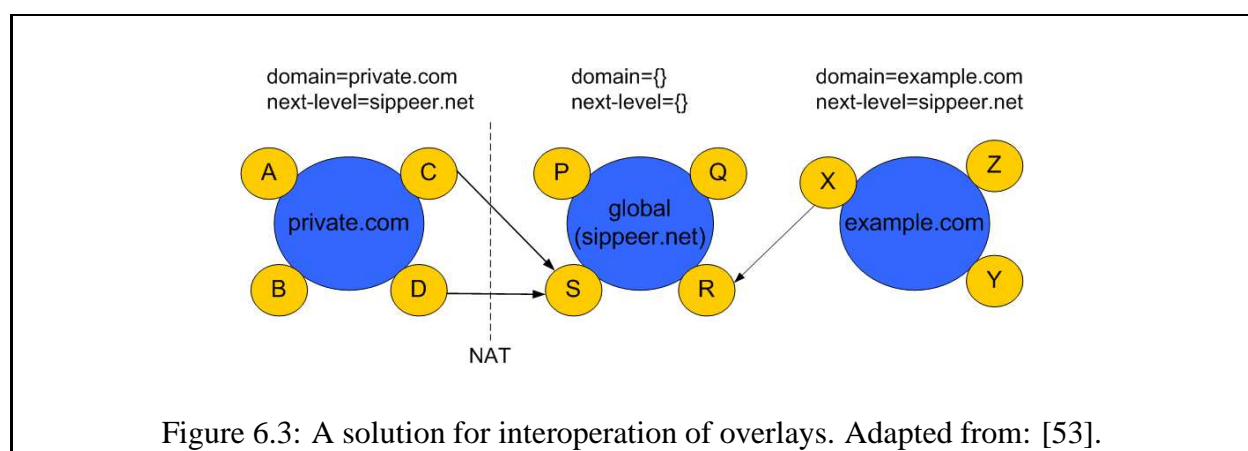 domain=private.com
next-level=sippeer.net
domain={}
next-level={}
domain=example.com
next-level=sippeer.net
A
C
private.com
B
D
P
Q
global
(sippeer.net)
S
R
X
Z
example.com
Y
NAT
Figure 6.3: A solution for interoperation of overlays. Adapted from: [53].